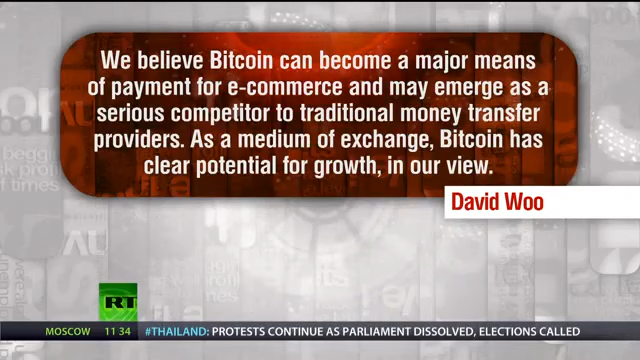 We believe Bitcoin can become a major means
of payment for e-commerce and may emerge as a
serious competitor to traditional money transfer
providers. As a medium of exchange, Bitcoin has
clear potential for growth, in our view.
David Woo
RT
MOSCOW 11 34 #THAILAND: PROTESTS CONTINUE AS PARLIAMENT DISSOLVED, ELECTIONS CALLED